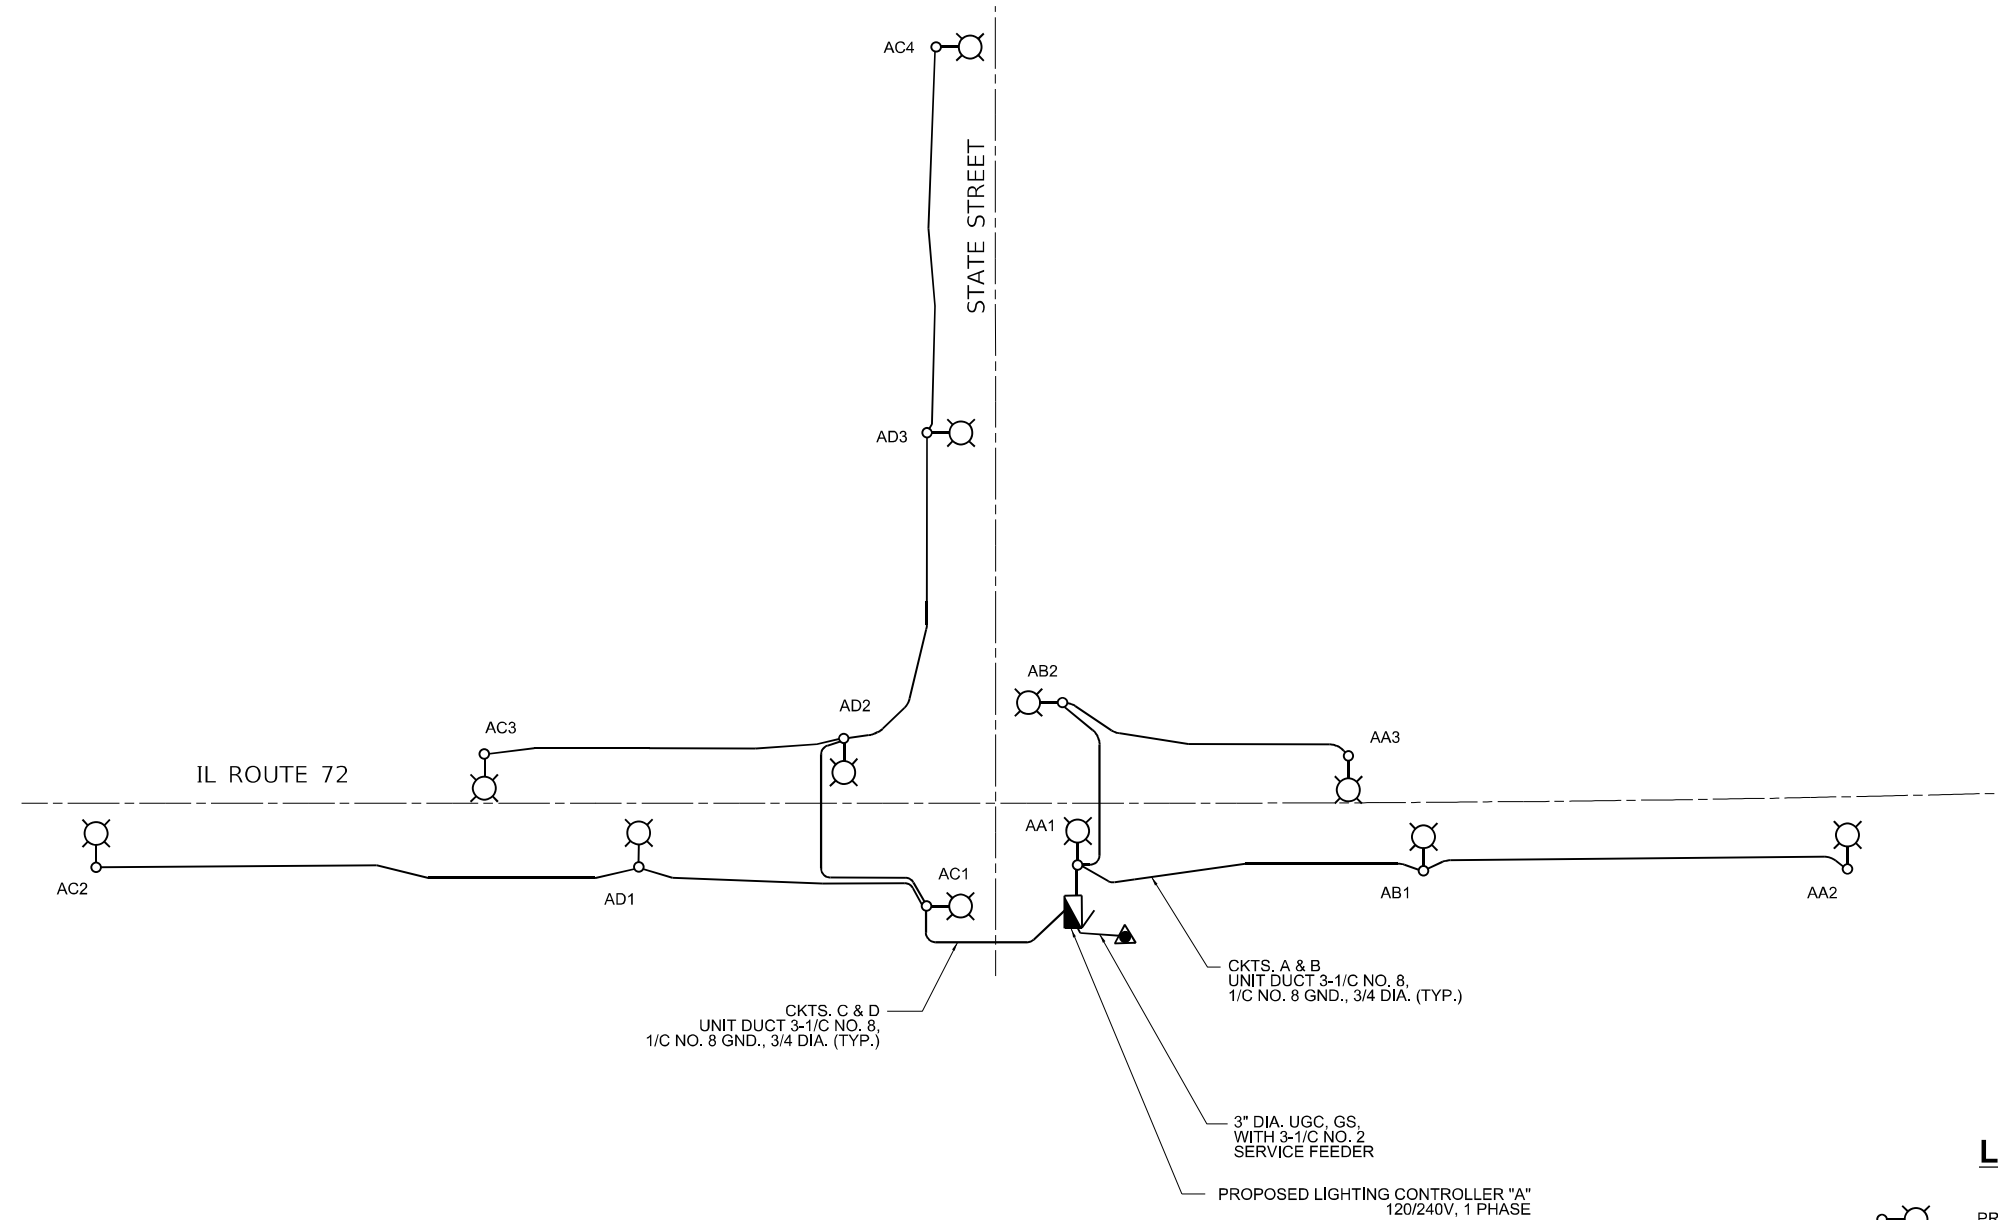 AC4
STATE STREET
AD3
AB2
AD2
AC3
AA3
IL ROUTE 72
AA1
AC1
AC2
AD1
AB1
AA2
CKTS. A & B
UNIT DUCT 3-1/C NO. 8,
1/C NO. 8 GND., 3/4 DIA. (TYP.)
CKTS. C & D
UNIT DUCT 3-1/C NO. 8,
1/C NO. 8 GND., 3/4 DIA. (TYP.)
3" DIA. UGC, GS,
WITH 3-1/C NO. 2
SERVICE FEEDER
PROPOSED LIGHTING CONTROLLER "A"
120/240V, 1 PHASE